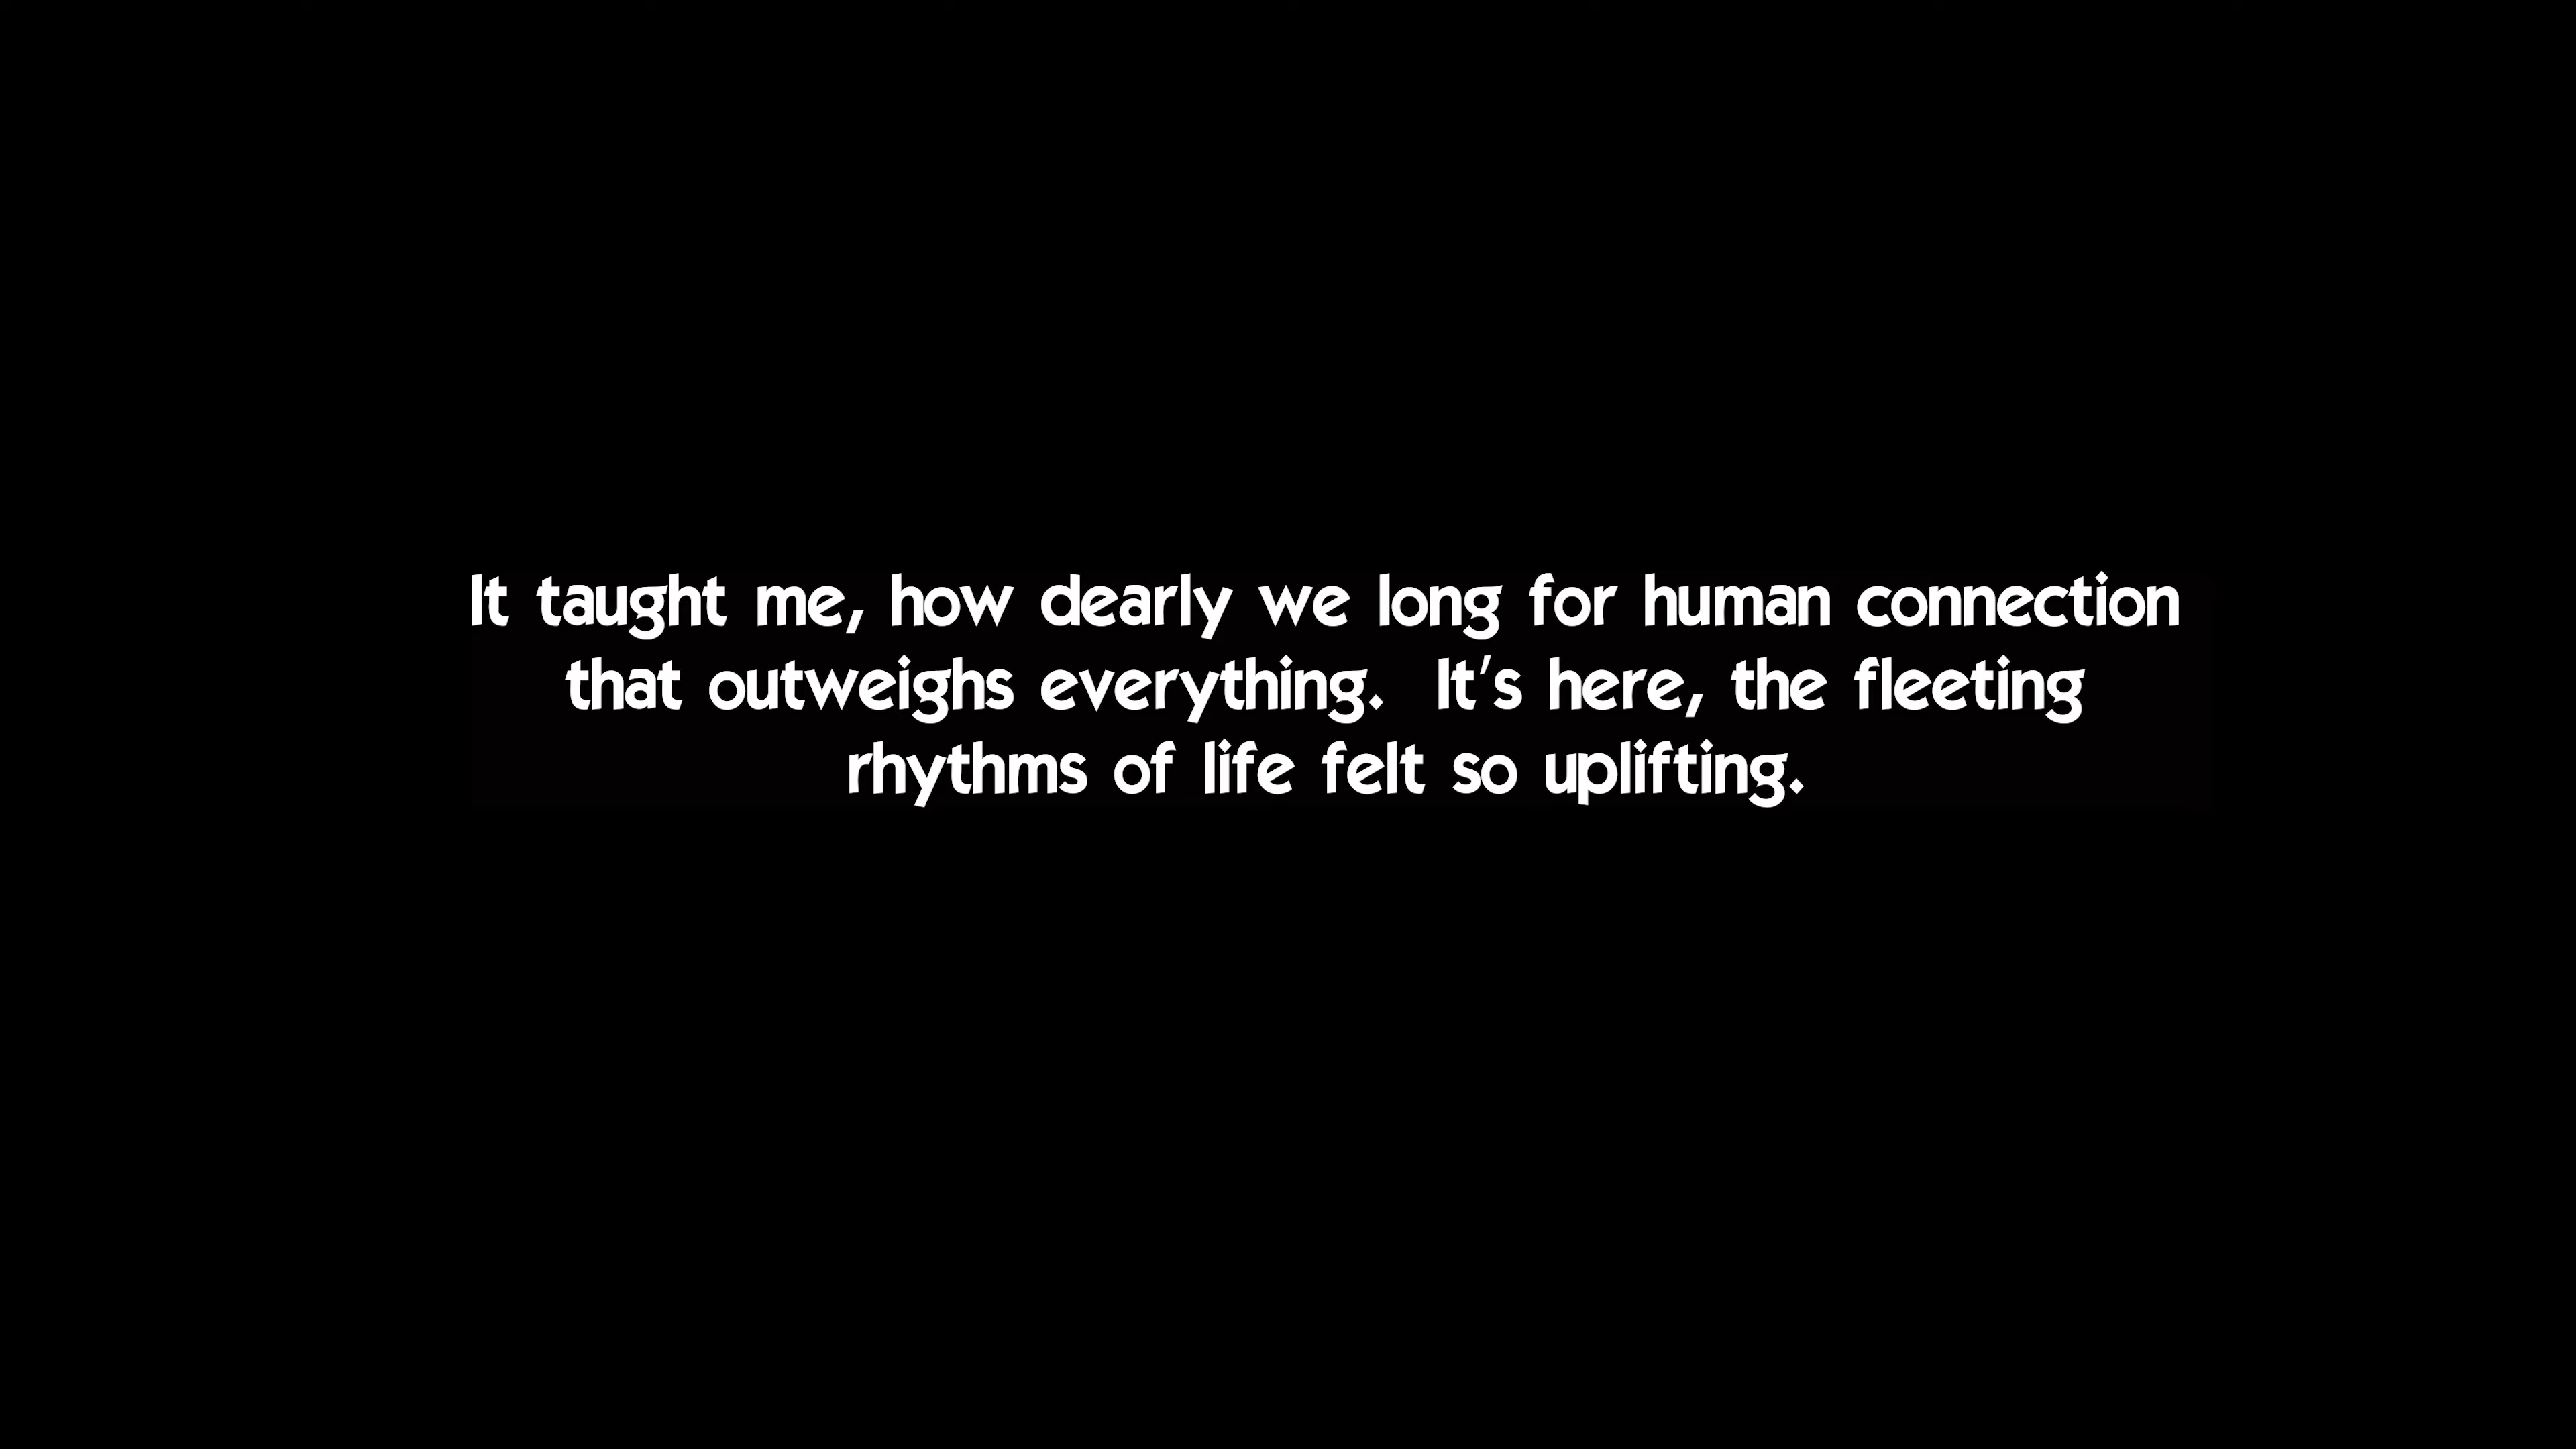 It taught me, how dearly we long for human connection
that outweighs everything.  It's here, the fleeting
rhythms of life felt so uplifting.